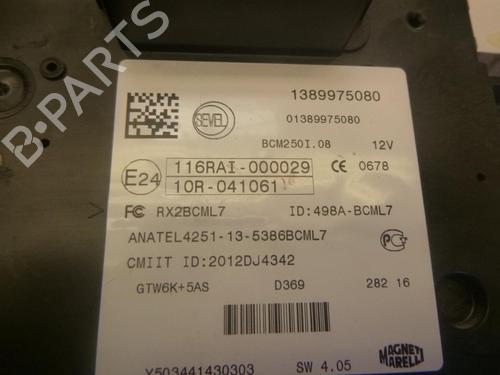 B-PARTS
1389975080
SEVEL
01389975080
BCM250I.08 12V
E24 116RAI-000029 CE 0678
10R-041061
FC RX2BCML7 ID:498A-BCML7
ANATEL4251-13-5386BCML7
CMIIT ID:2012DJ4342
GTW6K+5AS D369 282 16
Y503441430303 SW 4.05
MAGNETI
MARELLI